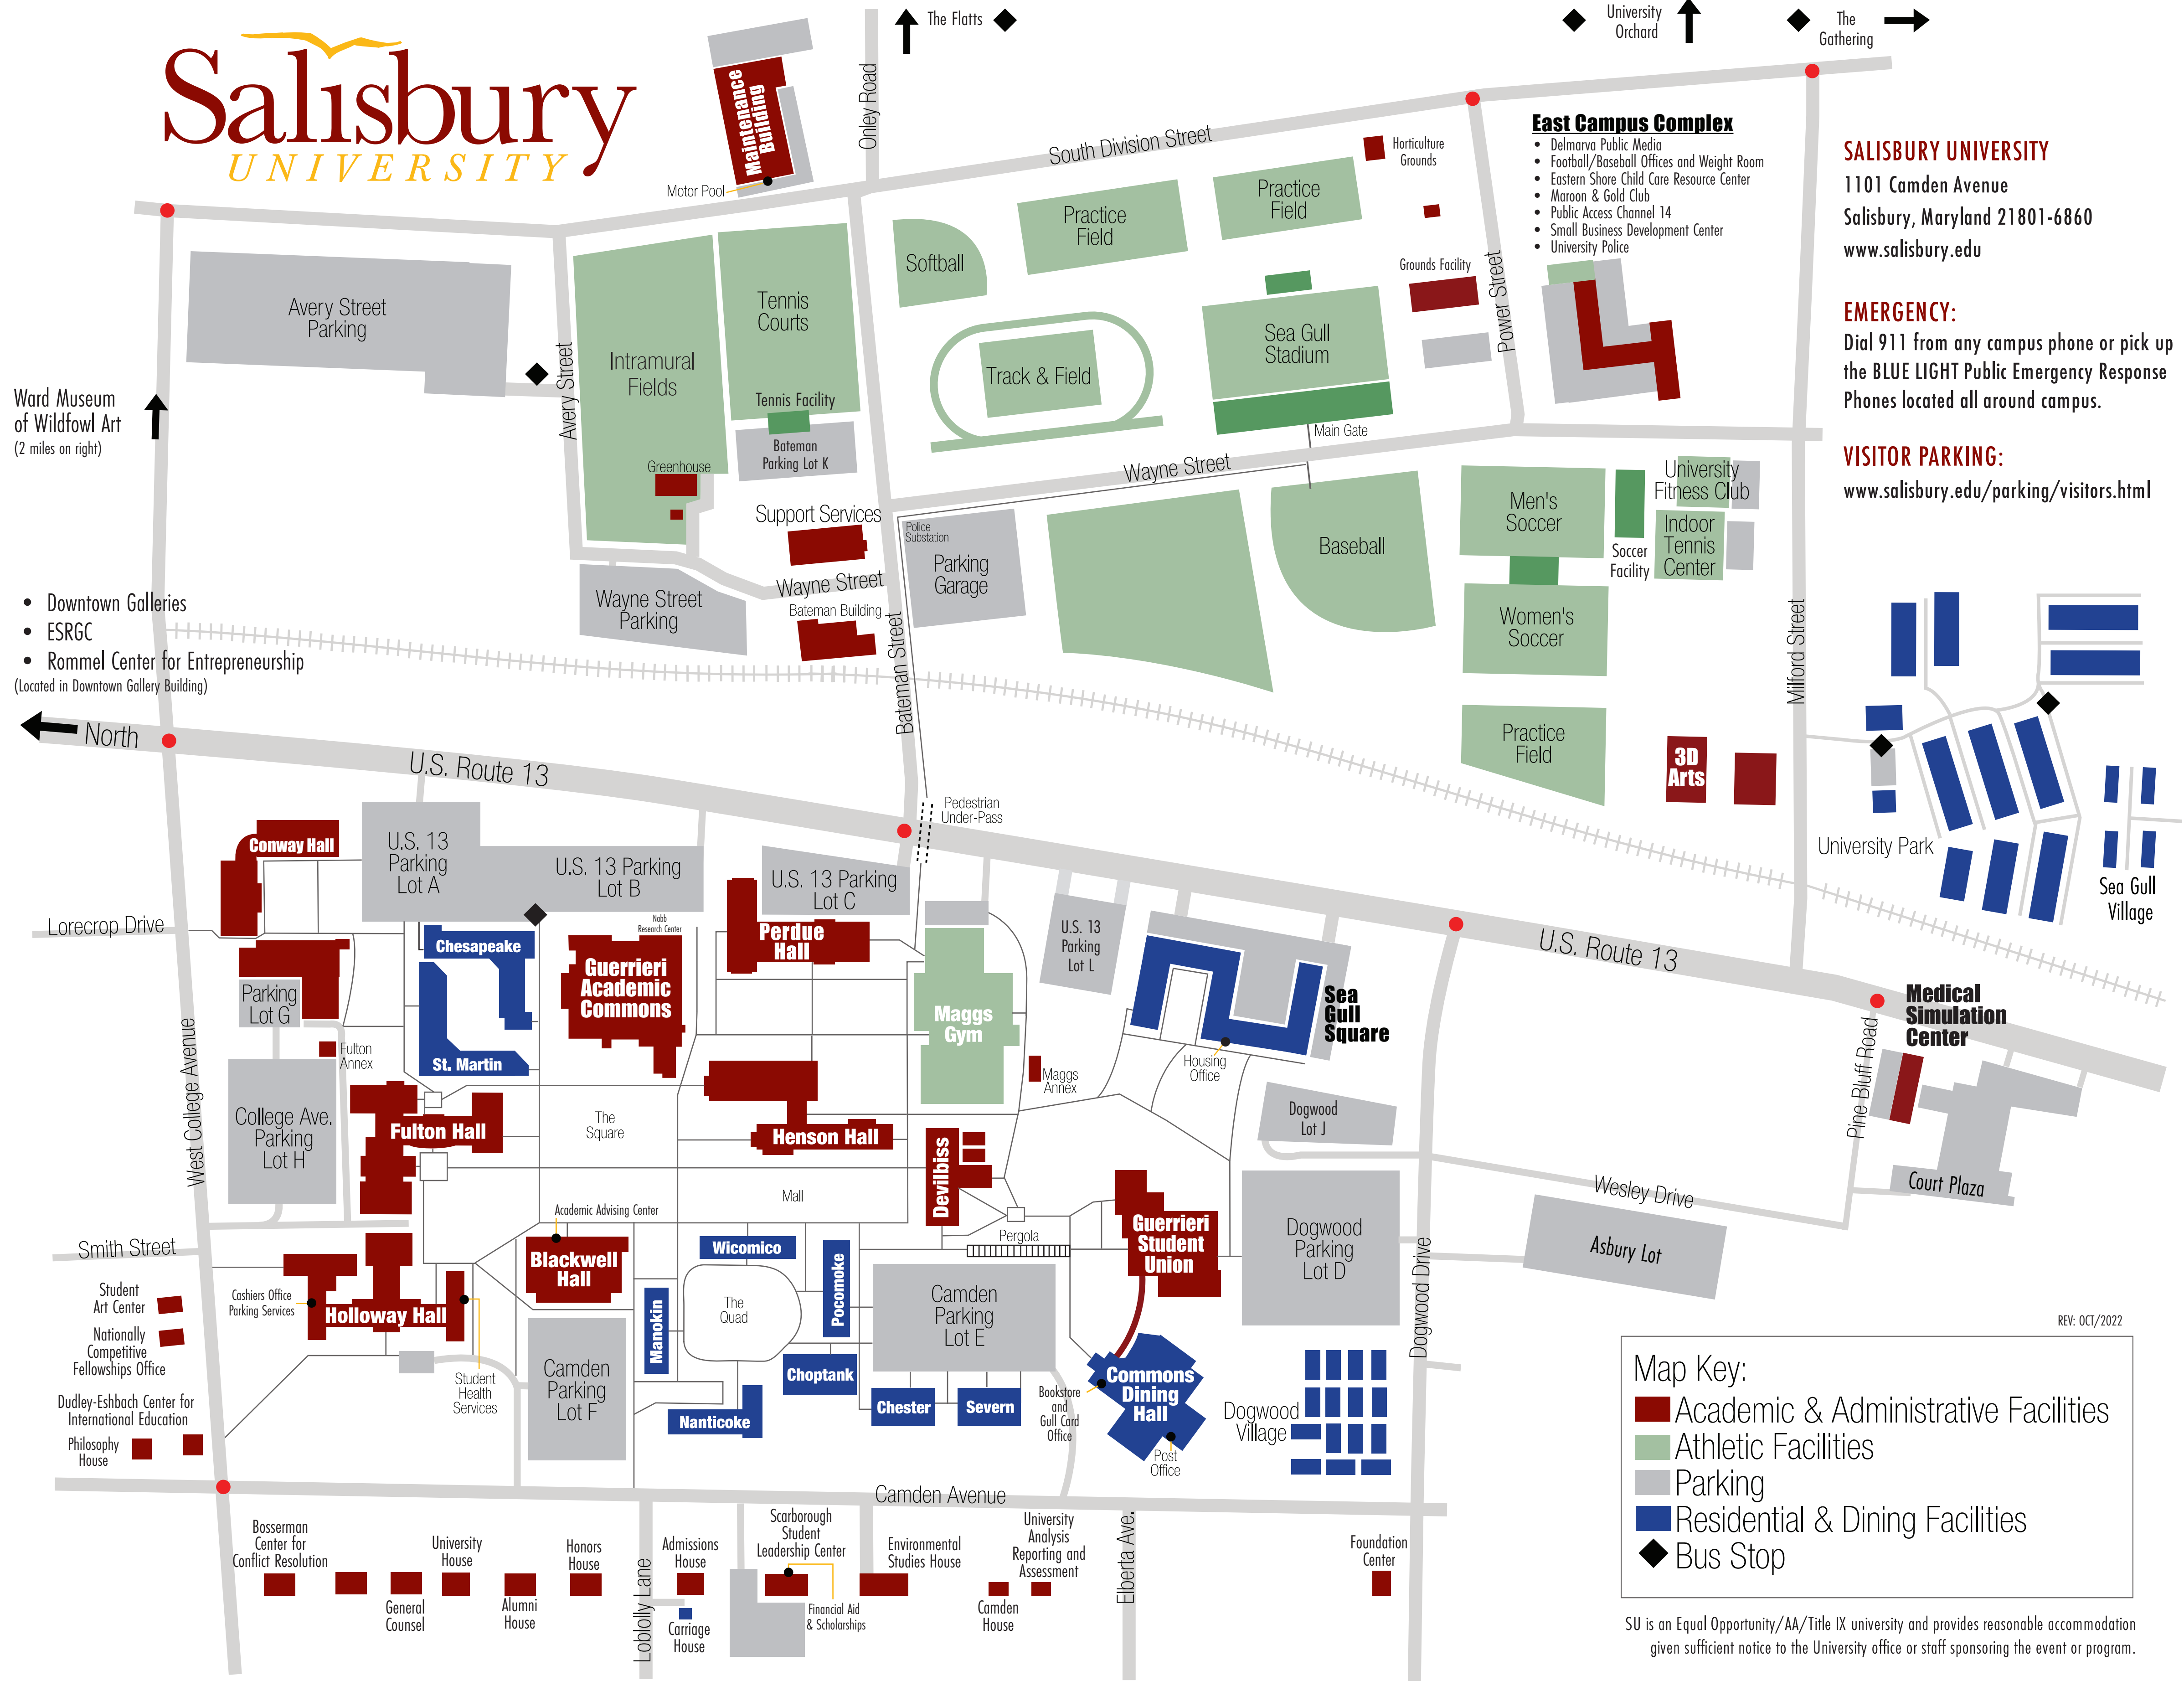 Salisbury
UNIVERSITY
The Flatts
University
Orchard
The
Gathering
Maintenance
Building
Motor Pool
Onley Road
South Division Street
Horticulture
Grounds
East Campus Complex
• Delmarva Public Media
• Football/Baseball Offices and Weight Room
• Eastern Shore Child Care Resource Center
• Maroon & Gold Club
• Public Access Channel 14
• Small Business Development Center
• University Police
SALISBURY UNIVERSITY
1101 Camden Avenue
Salisbury, Maryland 21801-6860
www.salisbury.edu
EMERGENCY:
Dial 911 from any campus phone or pick up
the BLUE LIGHT Public Emergency Response
Phones located all around campus.
VISITOR PARKING:
www.salisbury.edu/parking/visitors.html
Avery Street
Parking
Avery Street
Intramural
Fields
Tennis
Courts
Tennis Facility
Bateman
Parking Lot K
Greenhouse
Softball
Practice
Field
Practice
Field
Track & Field
Sea Gull
Stadium
Grounds Facility
Power Street
Main Gate
Wayne Street
Ward Museum
of Wildfowl Art
(2 miles on right)
Support Services
Police
Substation
Parking
Garage
Wayne Street
Wayne Street
Parking
Bateman Building
Bateman Street
Baseball
Men's
Soccer
Women's
Soccer
Soccer
Facility
University
Fitness Club
Indoor
Tennis
Center
Practice
Field
3D
Arts
Milford Street
University Park
Sea Gull
Village
• Downtown Galleries
• ESRGC
• Rommel Center for Entrepreneurship
(Located in Downtown Gallery Building)
North
U.S. Route 13
Pedestrian
Under-Pass
U.S. Route 13
Conway Hall
U.S. 13
Parking
Lot A
U.S. 13 Parking
Lot B
U.S. 13 Parking
Lot C
U.S. 13
Parking
Lot L
Lorecrop Drive
Parking
Lot G
Fulton
Annex
Chesapeake
St. Martin
Nabb
Research Center
Guerrieri
Academic
Commons
Perdue
Hall
Maggs
Gym
Maggs
Annex
Sea
Gull
Square
Housing
Office
Medical
Simulation
Center
Pine Bluff Road
Court Plaza
West College Avenue
College Ave.
Parking
Lot H
Fulton Hall
The
Square
Henson Hall
Devilbiss
Dogwood
Lot J
Wesley Drive
Asbury Lot
Mall
Pergola
Guerrieri
Student
Union
Dogwood
Parking
Lot D
Dogwood Drive
Smith Street
Student
Art Center
Nationally
Competitive
Fellowships Office
Dudley-Eshbach Center for
International Education
Philosophy
House
Cashiers Office
Parking Services
Holloway Hall
Student
Health
Services
Academic Advising Center
Blackwell
Hall
Camden
Parking
Lot F
Wicomico
Manokin
The
Quad
Pocomoke
Choptank
Nanticoke
Camden
Parking
Lot E
Chester
Severn
Bookstore
and
Gull Card
Office
Commons
Dining
Hall
Post
Office
Dogwood
Village
Camden Avenue
Bosserman
Center for
Conflict Resolution
General
Counsel
University
House
Alumni
House
Honors
House
Loblolly Lane
Admissions
House
Carriage
House
Scarborough
Student
Leadership Center
Financial Aid
& Scholarships
Environmental
Studies House
University
Analysis
Reporting and
Assessment
Camden
House
Elberta Ave.
Foundation
Center
REV: OCT/2022
Map Key:
Academic & Administrative Facilities
Athletic Facilities
Parking
Residential & Dining Facilities
Bus Stop
SU is an Equal Opportunity/AA/Title IX university and provides reasonable accommodation
given sufficient notice to the University office or staff sponsoring the event or program.